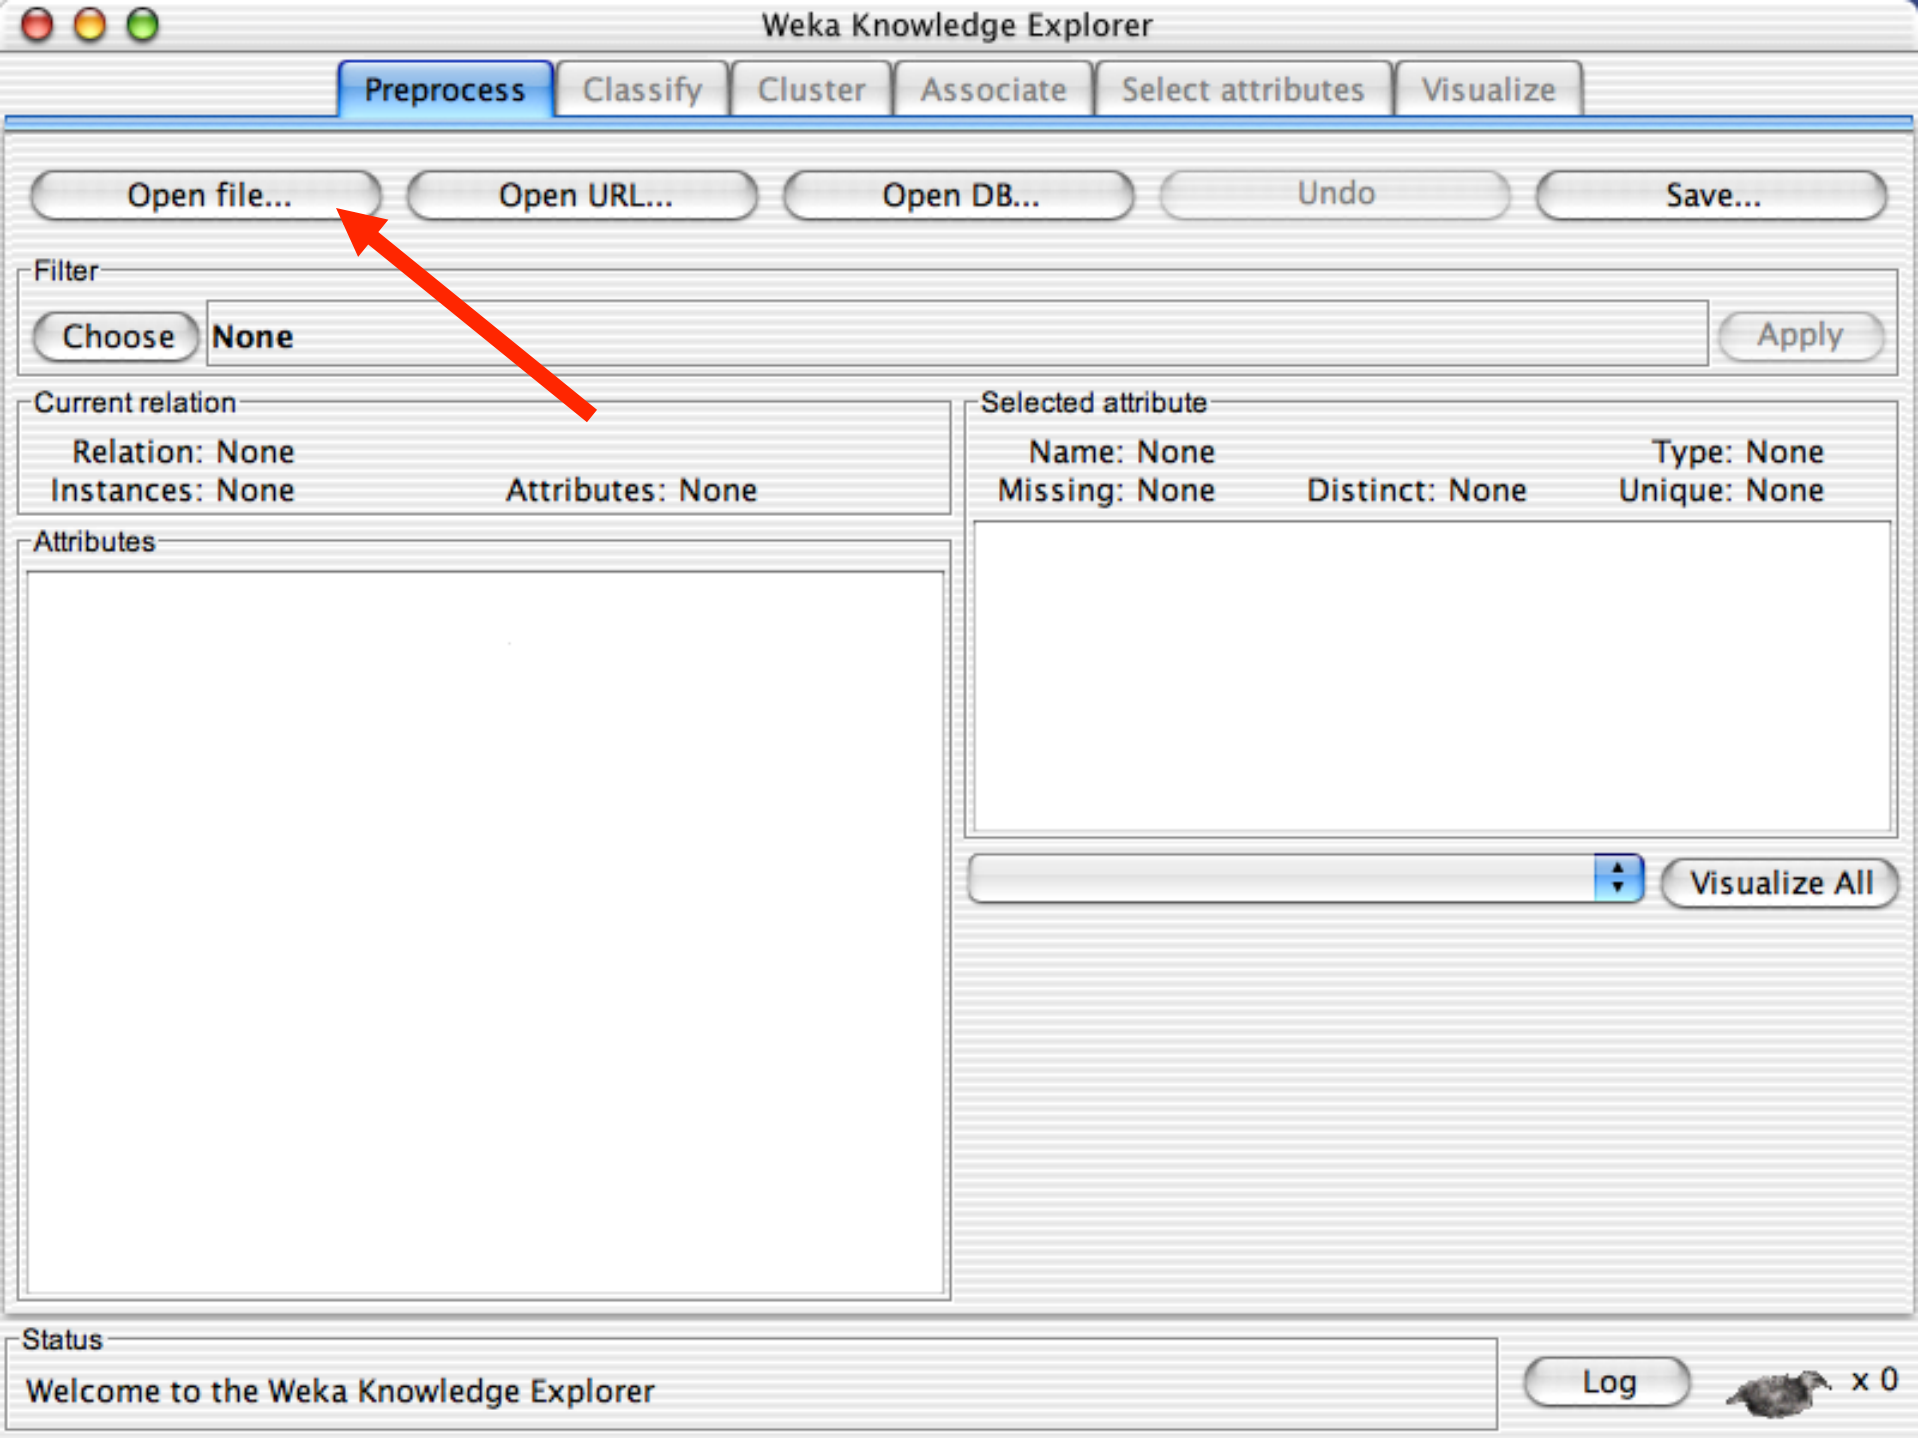 Weka Knowledge Explorer
Preprocess Classify Cluster Associate Select attributes Visualize
Open file... Open URL... Open DB... Undo Save...
Filter
Choose None Apply
Current relation
Relation: None
Instances: None Attributes: None
Attributes
Selected attribute
Name: None Type: None
Missing: None Distinct: None Unique: None
Visualize All
Status
Welcome to the Weka Knowledge Explorer
Log x 0